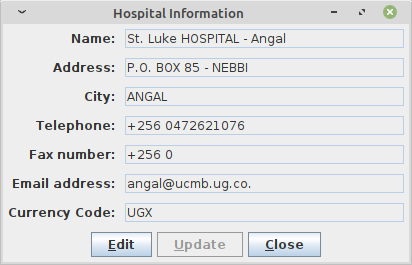 Hospital Information
Name: St. Luke HOSPITAL - Angal
Address: P.O. BOX 85 - NEBBI
City: ANGAL
Telephone: +256 0472621076
Fax number: +256 0
Email address: angal@ucmb.ug.co.
Currency Code: UGX
Edit Update Close